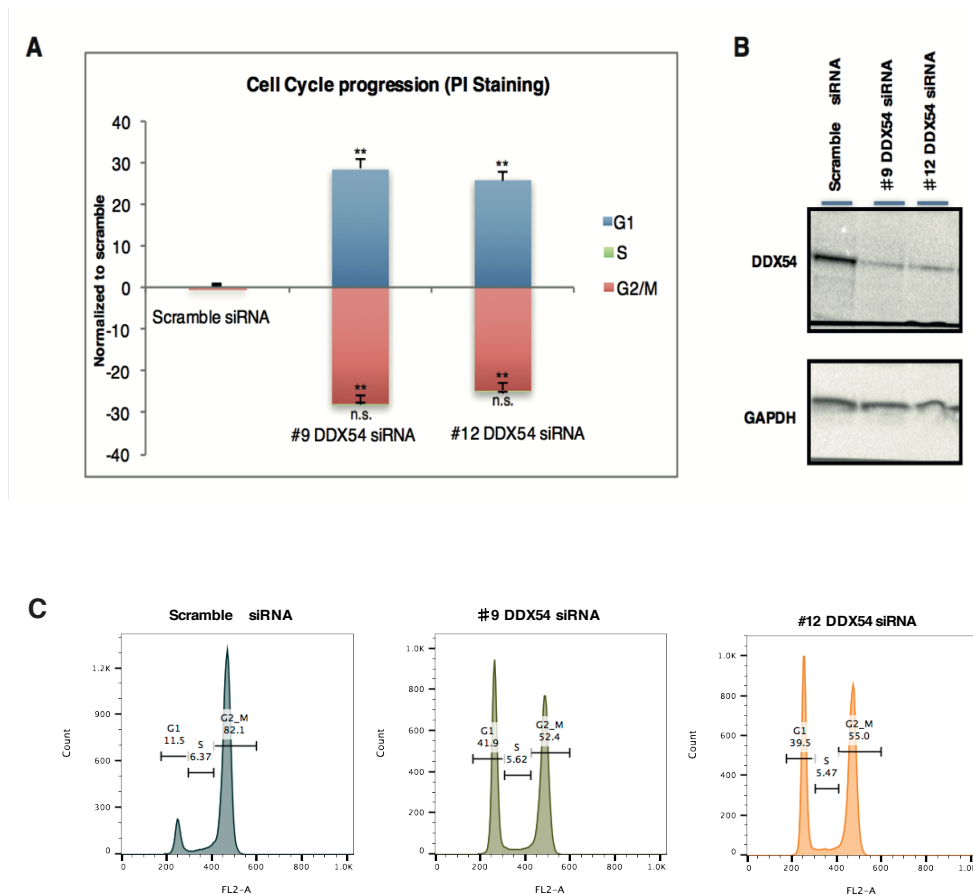 A
Cell Cycle progression (PI Staining)
Normalized to scramble
40
30
20
10
0
-10
-20
-30
-40
**
**
**
**
n.s.
n.s.
Scramble siRNA
#9 DDX54 siRNA
#12 DDX54 siRNA
G1
S
G2/M
B
Scramble siRNA
#9 DDX54 siRNA
#12 DDX54 siRNA
DDX54
GAPDH
C
Scramble siRNA
Count
1.2K
900
600
300
0
G1
11.5
S
6.37
G2_M
82.1
0 200 400 600 800 1.0K
FL2-A
#9 DDX54 siRNA
Count
1.0K
800
600
400
200
0
G1
41.9
S
5.62
G2_M
52.4
0 200 400 600 800 1.0K
FL2-A
#12 DDX54 siRNA
Count
1.0K
800
600
400
200
0
G1
39.5
S
5.47
G2_M
55.0
0 200 400 600 800 1.0K
FL2-A